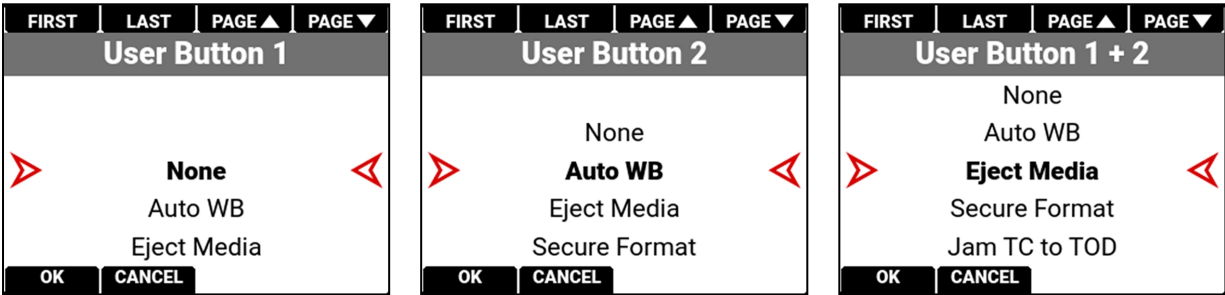 FIRST LAST PAGE▲ PAGE▼
User Button 1
None
Auto WB
Eject Media
OK CANCEL
FIRST LAST PAGE▲ PAGE▼
User Button 2
None
Auto WB
Eject Media
Secure Format
OK CANCEL
FIRST LAST PAGE▲ PAGE▼
User Button 1 + 2
None
Auto WB
Eject Media
Secure Format
Jam TC to TOD
OK CANCEL